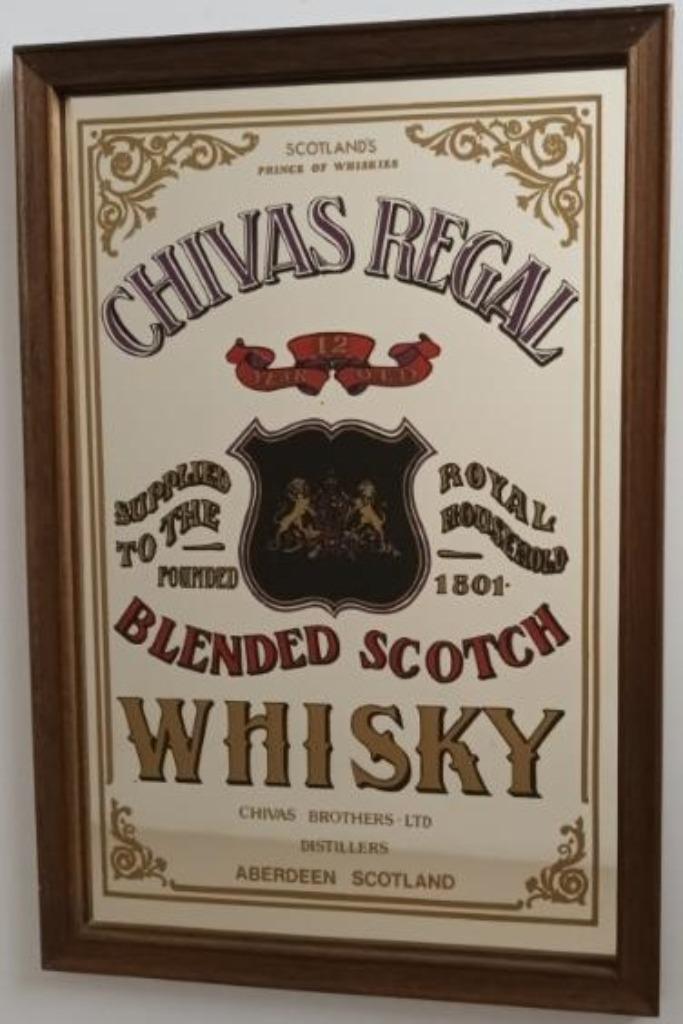 SCOTLAND'S
PRINCE OF WHISKIES
CHIVAS REGAL
12
YEAR OLD
SUPPLIED
TO THE
ROYAL
HOUSEHOLD
FOUNDED 1801.
BLENDED SCOTCH
WHISKY
CHIVAS BROTHERS·LTD
DISTILLERS
ABERDEEN SCOTLAND